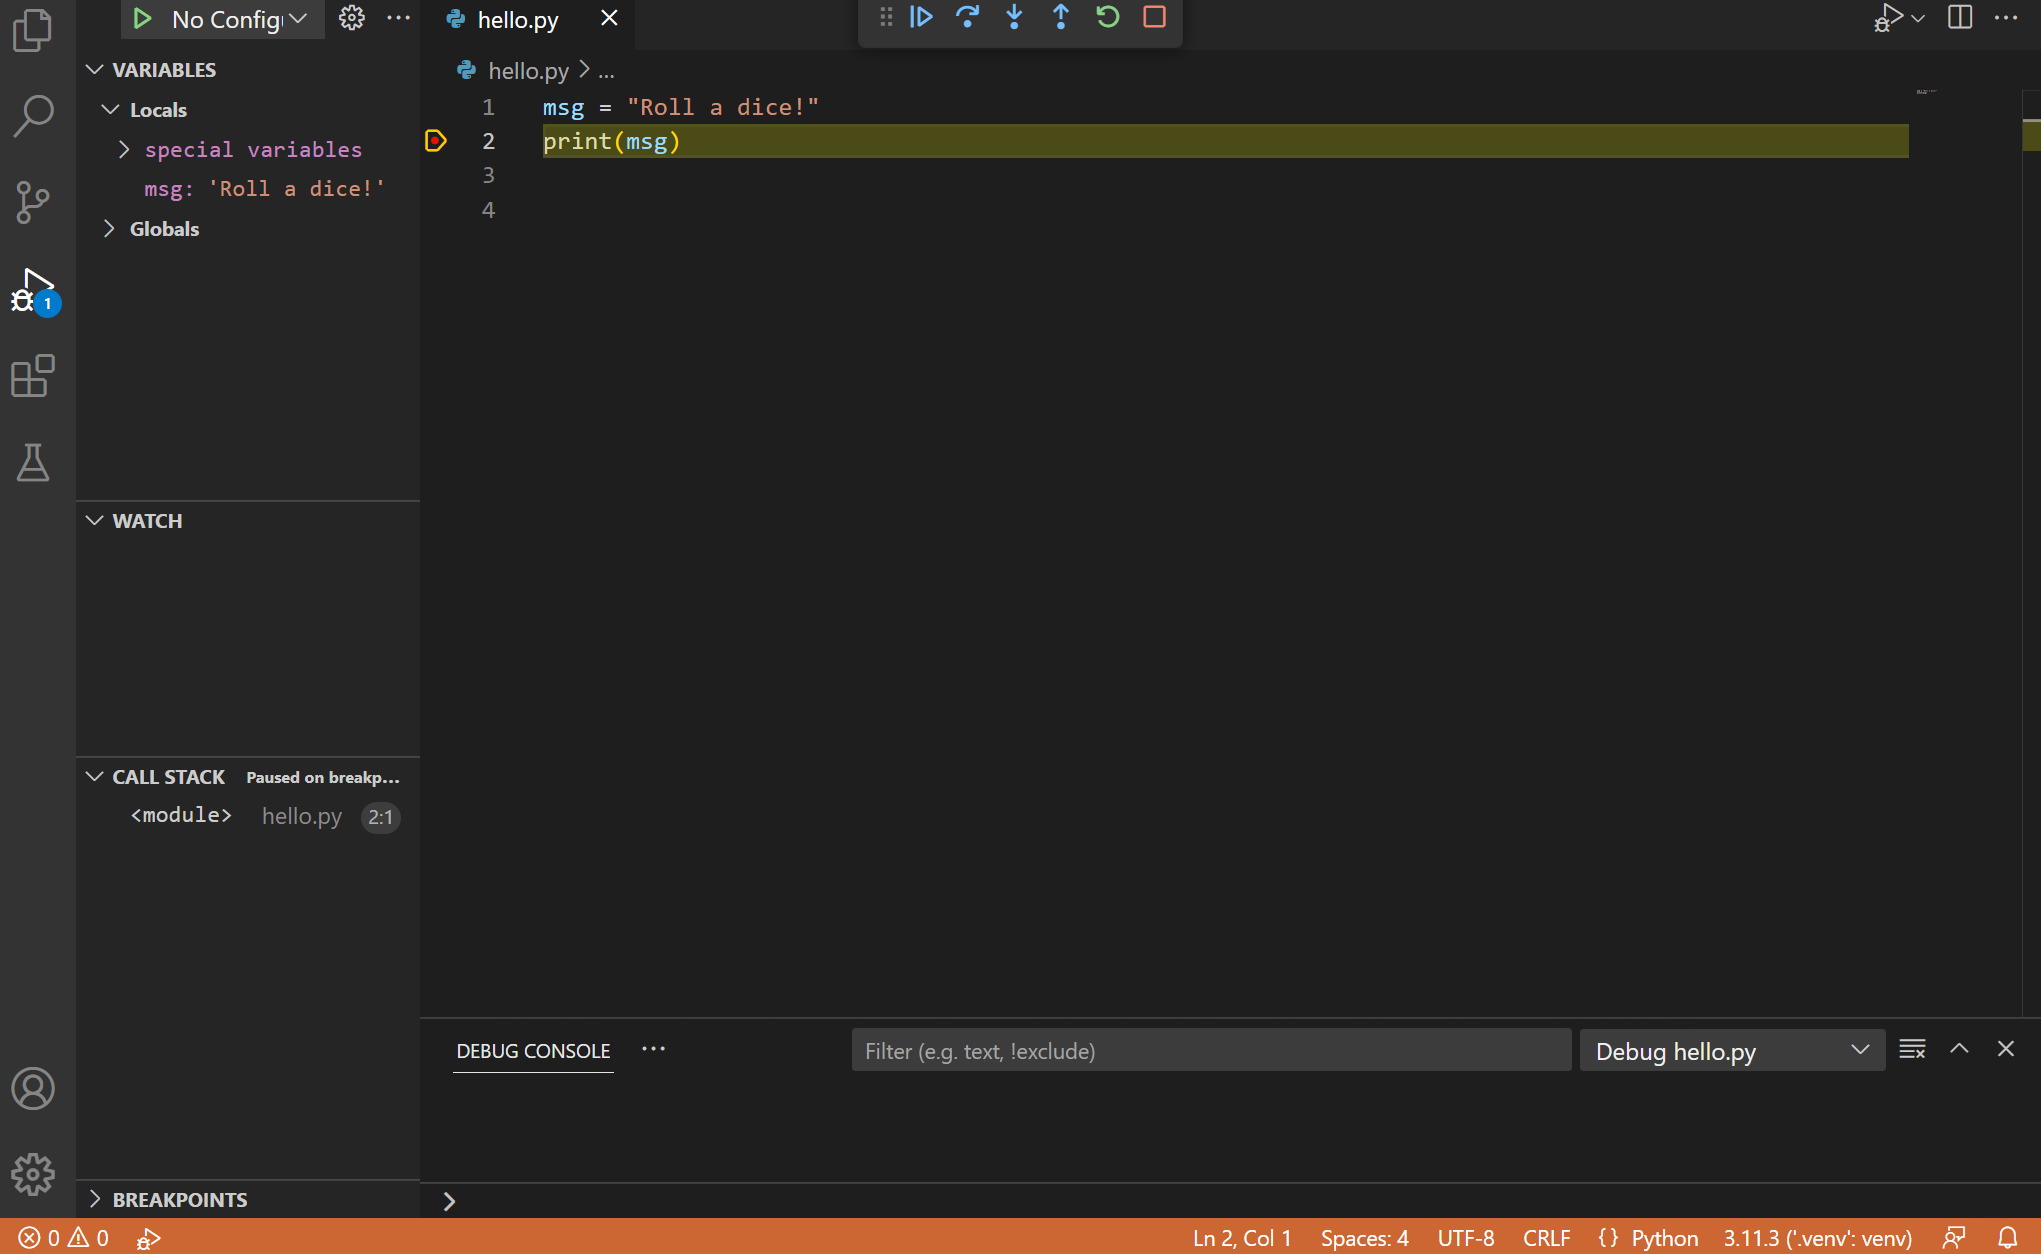 No Config
hello.py
VARIABLES
Locals
special variables
msg: 'Roll a dice!'
Globals
1
WATCH
CALL STACK Paused on breakp...
<module> hello.py 2:1
BREAKPOINTS
hello.py > ...
1 msg = "Roll a dice!"
2 print(msg)
3
4
DEBUG CONSOLE
Filter (e.g. text, !exclude)
Debug hello.py
0 0
Ln 2, Col 1 Spaces: 4 UTF-8 CRLF {} Python 3.11.3 ('.venv': venv)